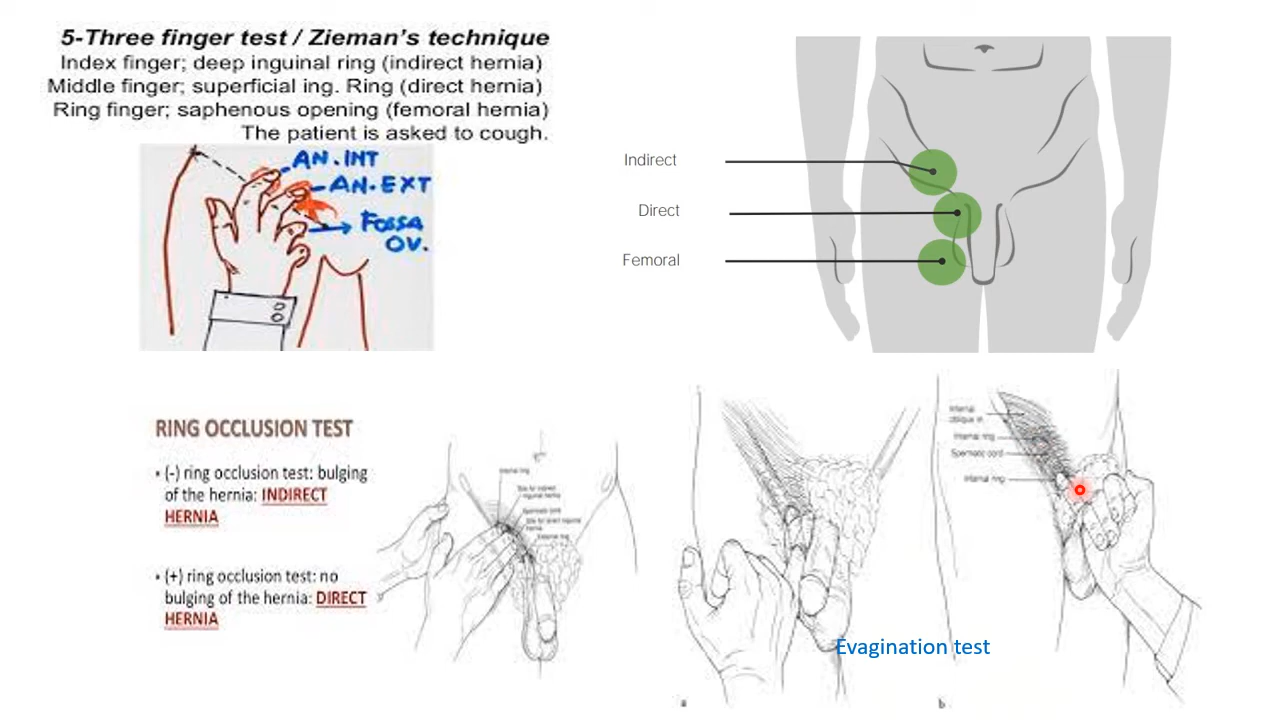 5-Three finger test / Zieman's technique
Index finger; deep inguinal ring (indirect hernia)
Middle finger; superficial ing. Ring (direct hernia)
Ring finger; saphenous opening (femoral hernia)
The patient is asked to cough.
AN.INT
AN.EXT
FOSSA
OV.
Indirect
Direct
Femoral
RING OCCLUSION TEST
• (-) ring occlusion test: bulging
of the hernia: INDIRECT
HERNIA
• (+) ring occlusion test: no
bulging of the hernia: DIRECT
HERNIA
Internal ring
Spermatic cord
External ring
Internal
oblique m
Internal ring
Spermatic cord
Internal ring
Evagination test
a
b